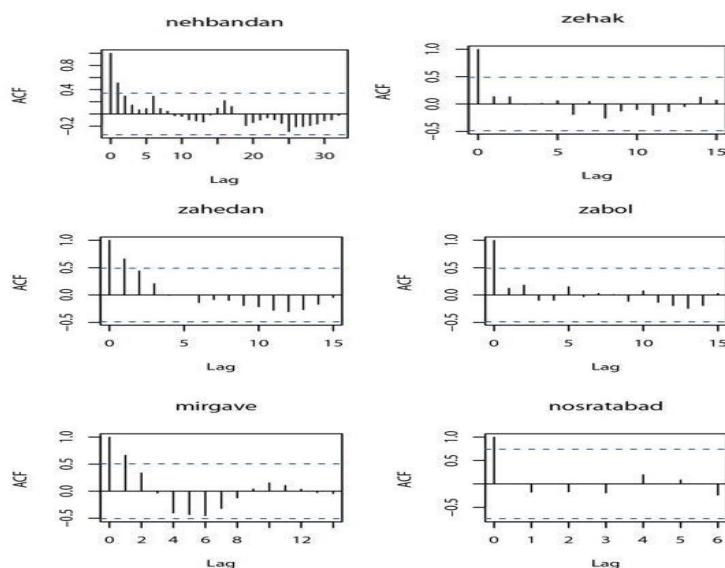 nehbandan
ACF
0.8
0.4
-0.2
0 5 10 20 30
Lag
zehak
ACF
1.0
0.5
0.0
-0.5
0 5 10 15
Lag
zahedan
ACF
1.0
0.5
0.0
-0.5
0 5 10 15
Lag
zabol
ACF
1.0
0.5
0.0
-0.5
0 5 10 15
Lag
mirgave
ACF
1.0
0.5
0.0
-0.5
0 2 4 6 8 12
Lag
nosratabad
ACF
1.0
0.5
-0.5
0 1 2 3 4 5 6
Lag